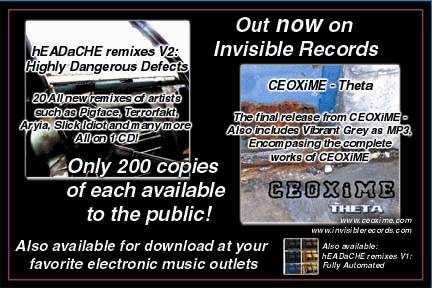 hEADaCHE remixes V2:
Highly Dangerous Defects
20 All new remixes of artists
such as Pigface, Terrorfakt,
Aryia, Slick Idiot and many more
All on 1 CD!
Out now on
Invisible Records
CEOXiME - Theta
The final release from CEOXiME -
Also includes Vibrant Grey as MP3,
Encompasing the complete
works of CEOXiME
CEOXiME
THETA
www.ceoxime.com
www.invisiblerecords.com
Only 200 copies
of each available
to the public!
Also available for download at your
favorite electronic music outlets
Also available:
hEADaCHE remixes V1:
Fully Automated